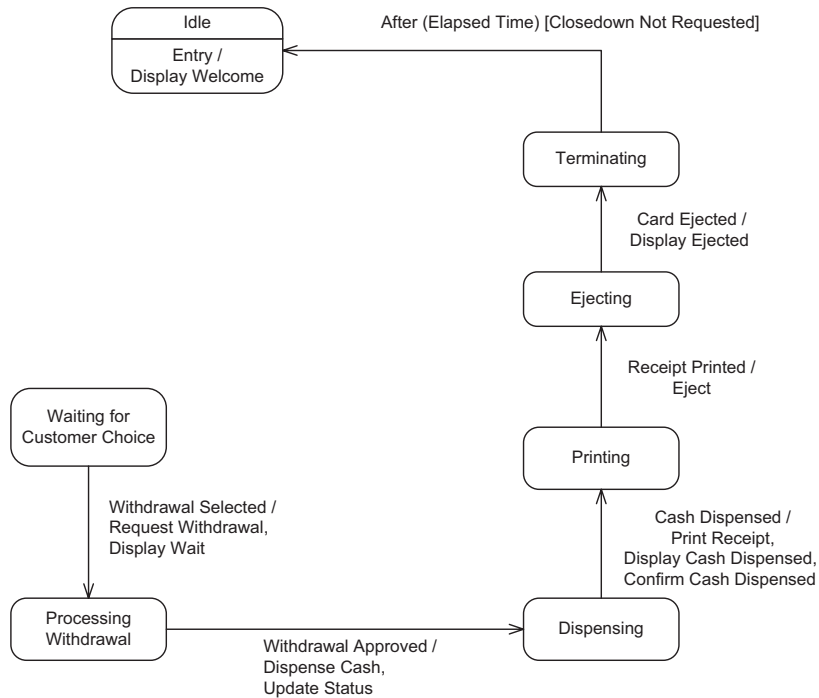 Idle
Entry /
Display Welcome
After (Elapsed Time) [Closedown Not Requested]
Terminating
Card Ejected /
Display Ejected
Ejecting
Receipt Printed /
Eject
Waiting for
Customer Choice
Printing
Withdrawal Selected /
Request Withdrawal,
Display Wait
Cash Dispensed /
Print Receipt,
Display Cash Dispensed,
Confirm Cash Dispensed
Processing
Withdrawal
Withdrawal Approved /
Dispense Cash,
Update Status
Dispensing